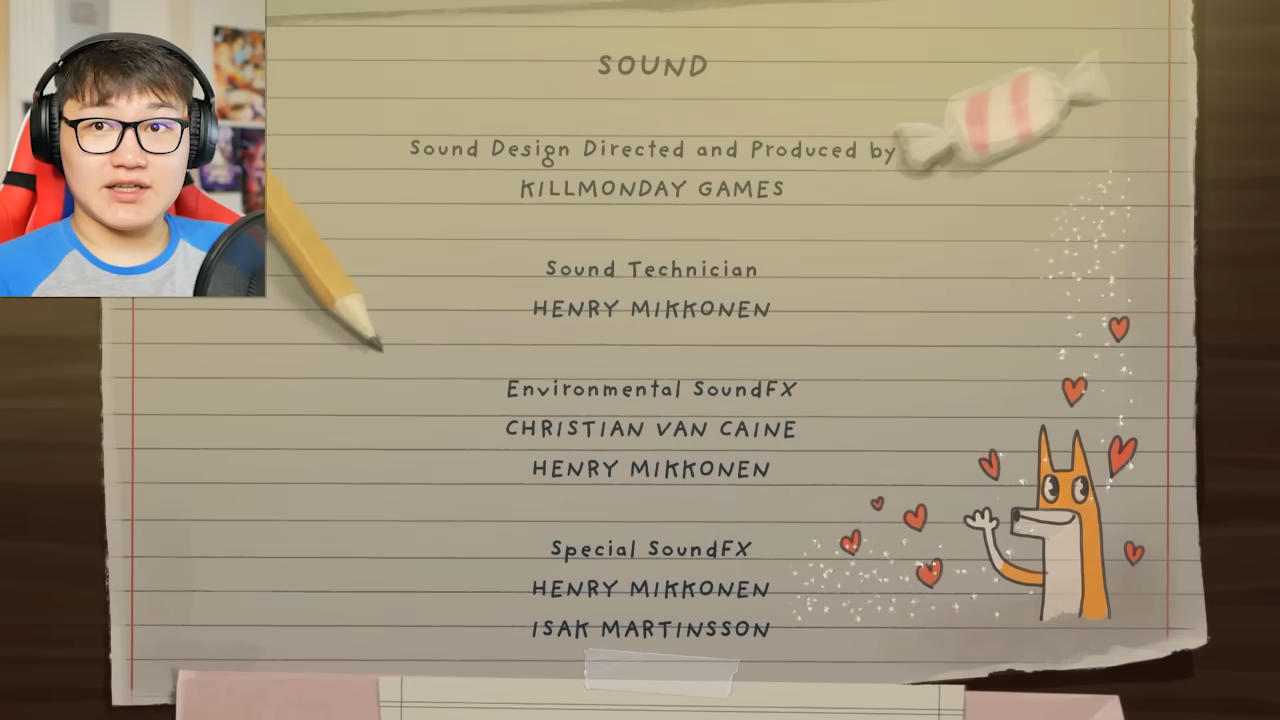 SOUND
Sound Design Directed and Produced by
KILLMONDAY GAMES
Sound Technician
HENRY MIKKONEN
Environmental SoundFX
CHRISTIAN VAN CAINE
HENRY MIKKONEN
Special SoundFX
HENRY MIKKONEN
ISAK MARTINSSON